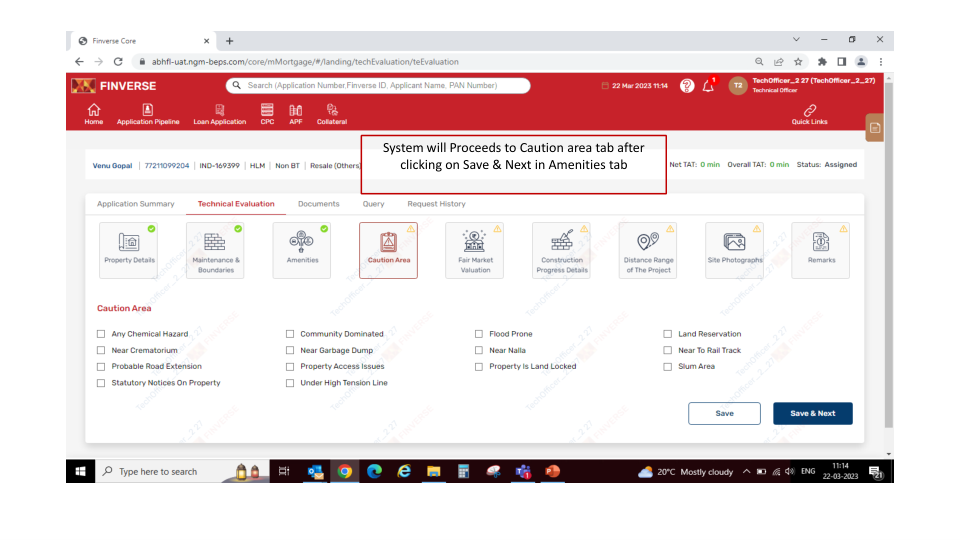 Finverse Core
abhfl-uat.ngm-beps.com/core/mMortgage/#/landing/techEvaluation/teEvaluation
FINVERSE
Search (Application Number,Finverse ID, Applicant Name, PAN Number)
22 Mar 2023 11:14
1
T2
TechOfficer_2 27 (TechOfficer_2_27)
Technical Officer
Home Application Pipeline Loan Application CPC APF Collateral Quick Links
System will Proceeds to Caution area tab after
clicking on Save & Next in Amenities tab
Venu Gopal | 77211099204 | IND-169399 | HLM | Non BT | Resale (Others) Net TAT: 0 min Overall TAT: 0 min Status: Assigned
Application Summary Technical Evaluation Documents Query Request History
Property Details Maintenance & Boundaries Amenities Caution Area Fair Market Valuation Construction Progress Details Distance Range of The Project Site Photographs Remarks
Caution Area
Any Chemical Hazard Community Dominated Flood Prone Land Reservation
Near Crematorium Near Garbage Dump Near Nalla Near To Rail Track
Probable Road Extension Property Access Issues Property Is Land Locked Slum Area
Statutory Notices On Property Under High Tension Line
Save Save & Next
Type here to search
20°C Mostly cloudy
ENG
11:14
22-03-2023
21